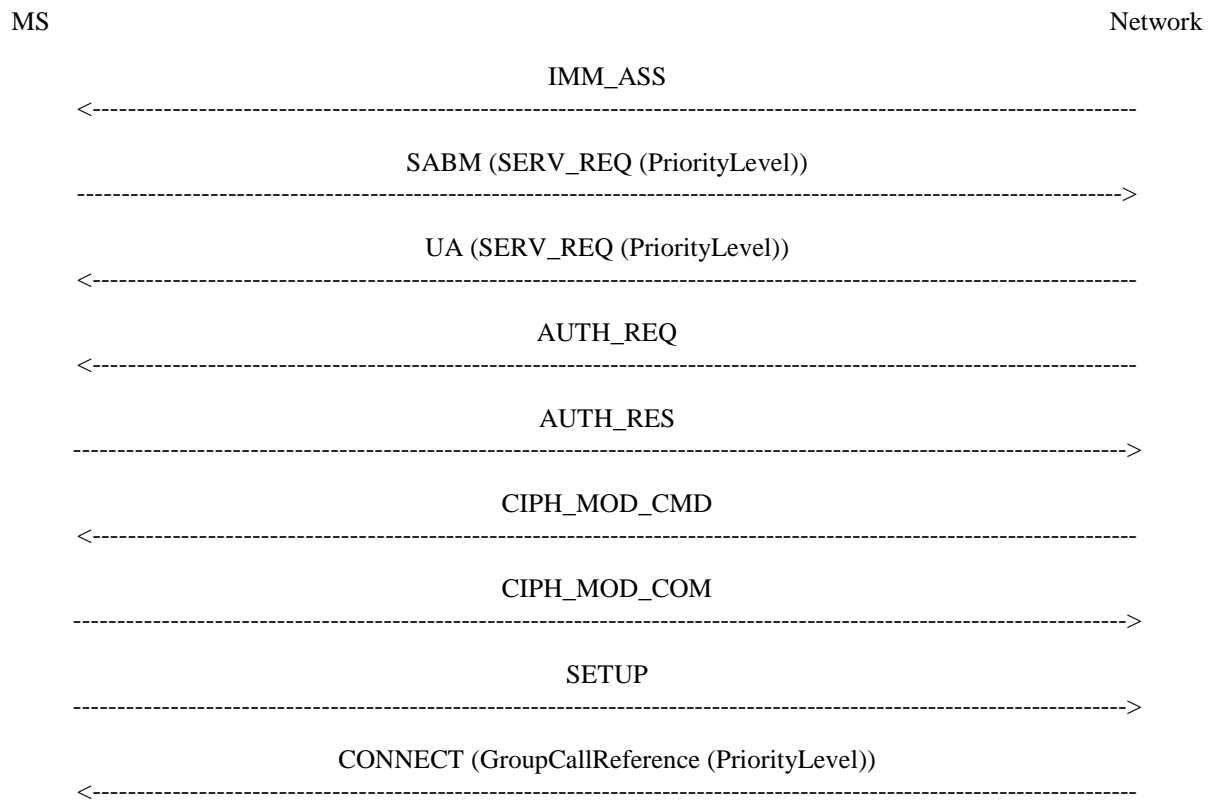 MS Network
IMM_ASS
<----------------------------------------------------------------------------------------------------------------------
SABM (SERV_REQ (PriorityLevel))
---------------------------------------------------------------------------------------------------------------------->
UA (SERV_REQ (PriorityLevel))
<----------------------------------------------------------------------------------------------------------------------
AUTH_REQ
<----------------------------------------------------------------------------------------------------------------------
AUTH_RES
---------------------------------------------------------------------------------------------------------------------->
CIPH_MOD_CMD
<----------------------------------------------------------------------------------------------------------------------
CIPH_MOD_COM
---------------------------------------------------------------------------------------------------------------------->
SETUP
---------------------------------------------------------------------------------------------------------------------->
CONNECT (GroupCallReference (PriorityLevel))
<----------------------------------------------------------------------------------------------------------------------